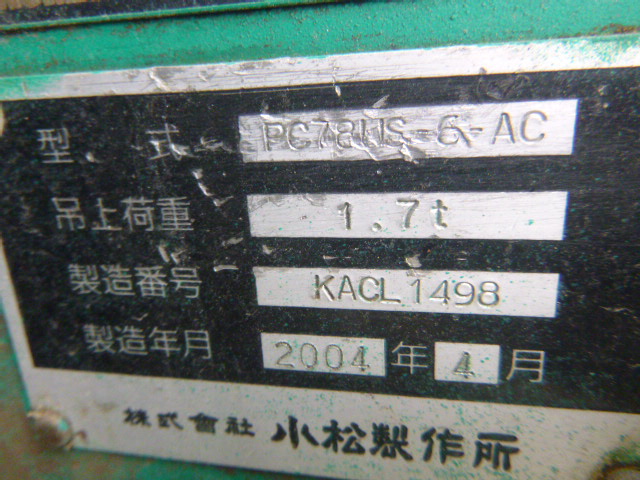 型式 PC78US-6-AC
吊上荷重 1.7t
製造番号 KACL1498
製造年月 2004年4月
株式會社 小松製作所